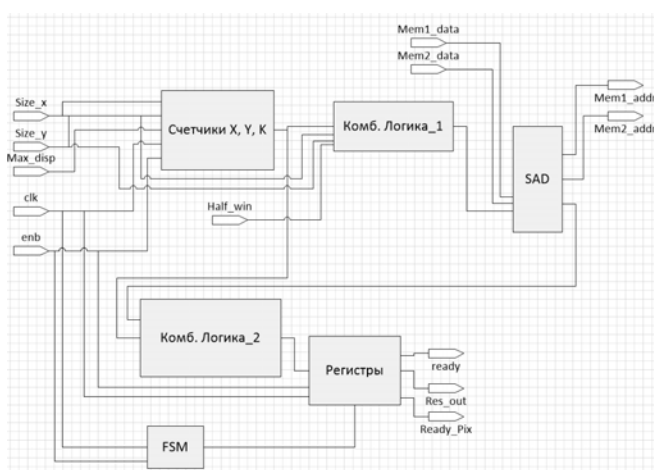 Mem1_data
Mem2_data
Size_x
Mem1_addr
Счетчики X, Y, K
Комб. Логика_1
Size_y
Mem2_addr
Max_disp
SAD
clk
Half_win
enb
Комб. Логика_2
Регистры
ready
Res_out
Ready_Pix
FSM